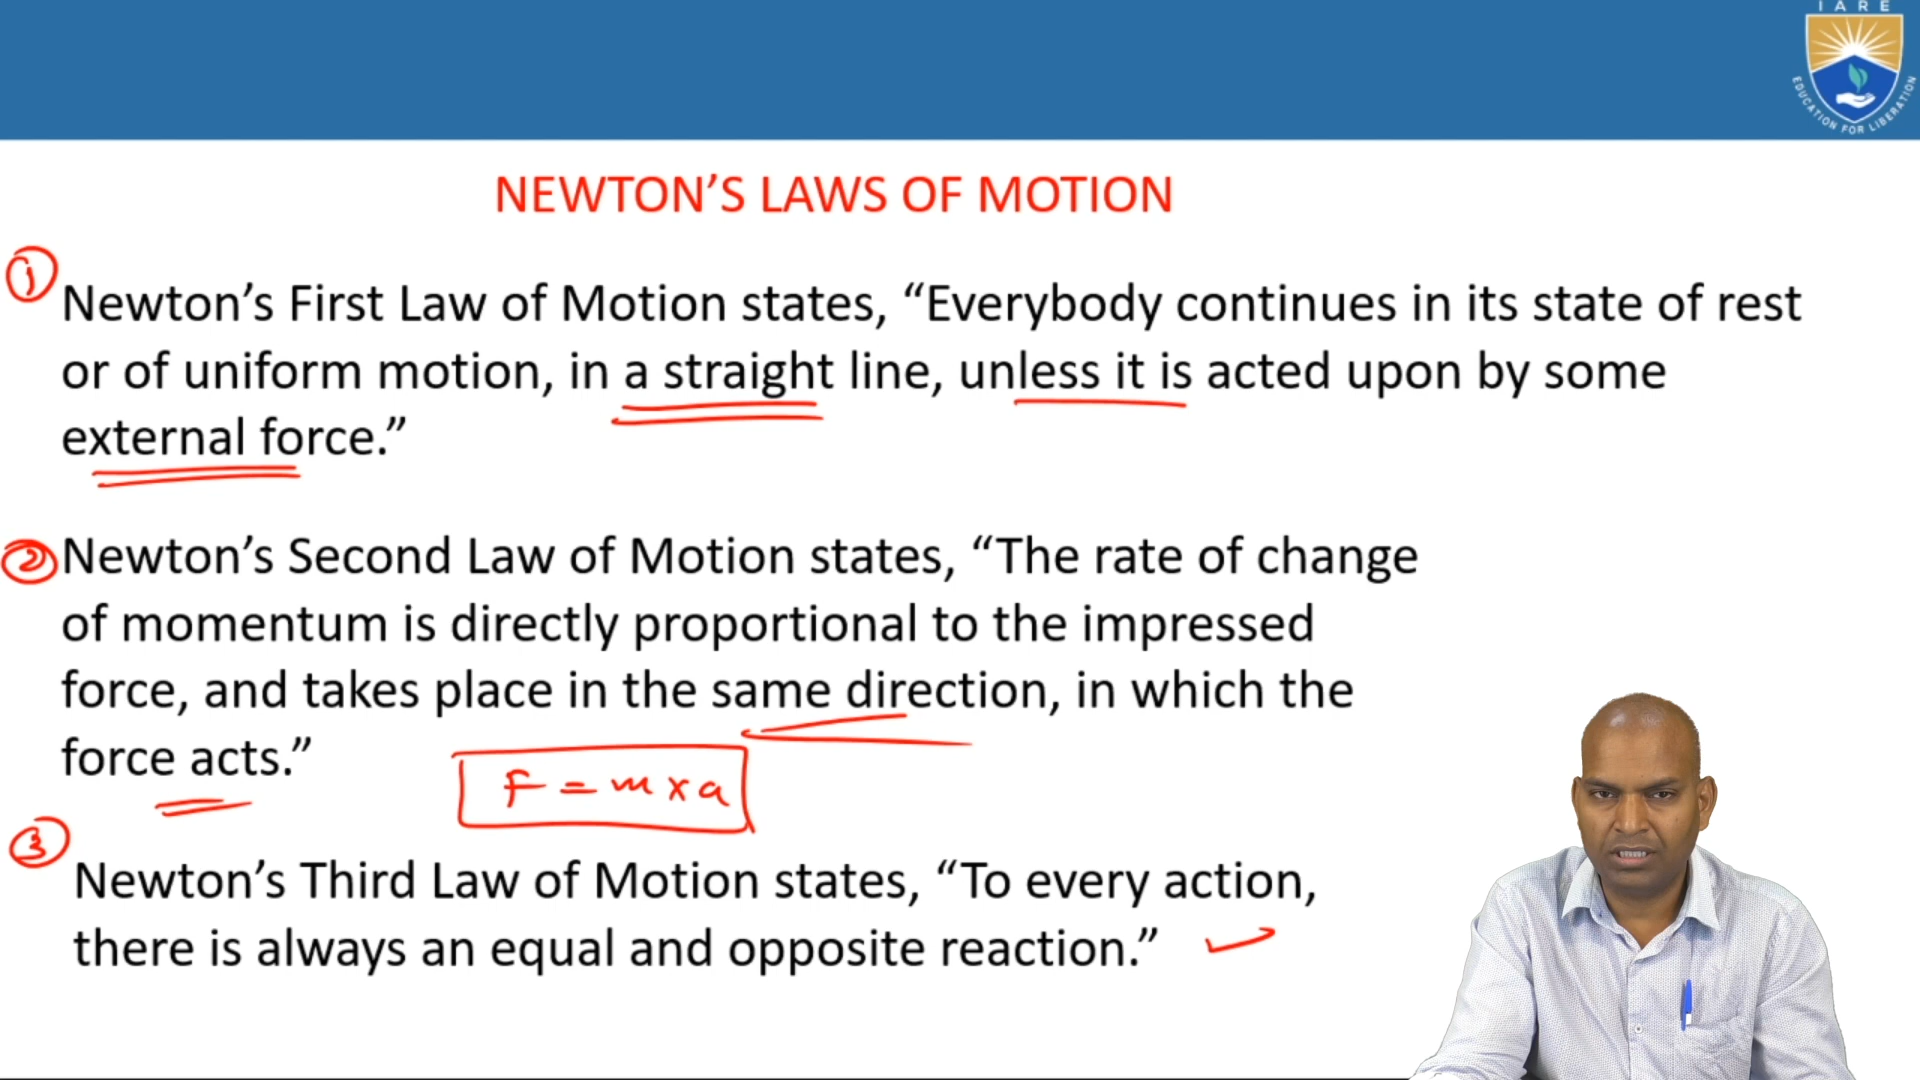 IARE
EDUCATION FOR LIBERATION
NEWTON’S LAWS OF MOTION
1
Newton’s First Law of Motion states, “Everybody continues in its state of rest
or of uniform motion, in a straight line, unless it is acted upon by some
external force.”
2 Newton’s Second Law of Motion states, “The rate of change
of momentum is directly proportional to the impressed
force, and takes place in the same direction, in which the
force acts.”
F = m x a
3
Newton’s Third Law of Motion states, “To every action,
there is always an equal and opposite reaction.”